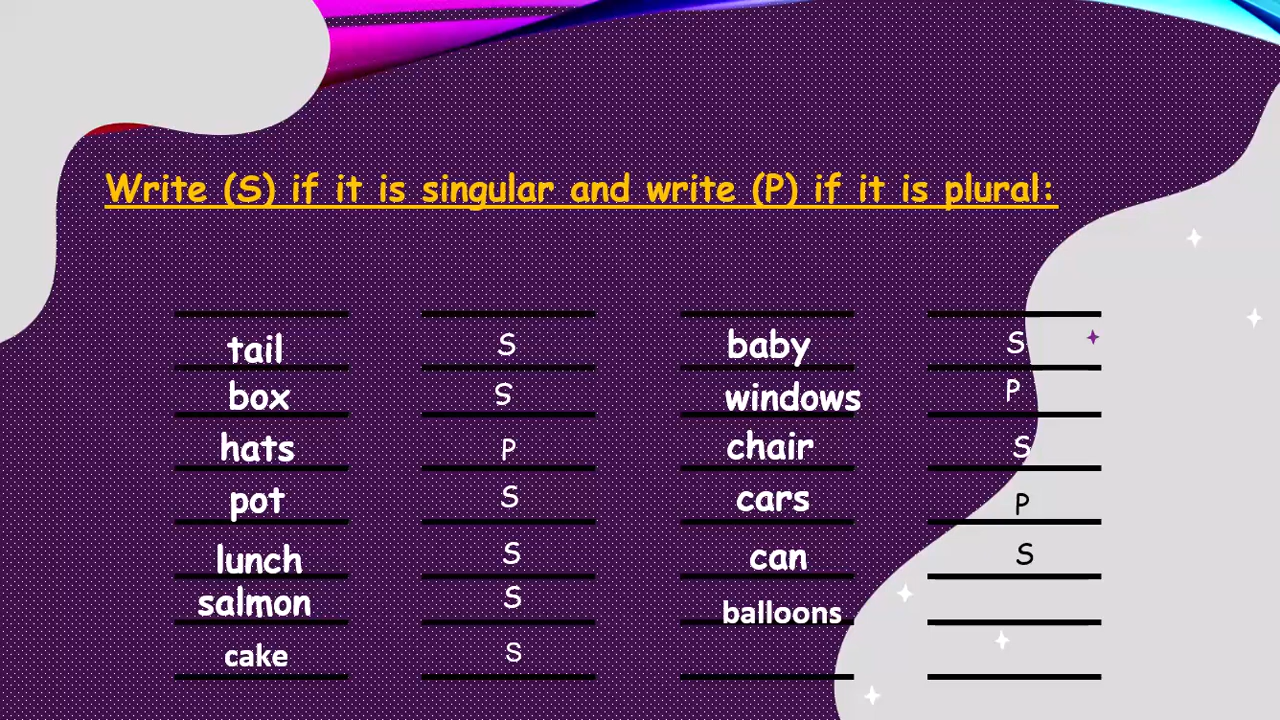 Write (S) if it is singular and write (P) if it is plural:
tail S baby S
box S windows P
hats P chair S
pot S cars P
lunch S can S
salmon S balloons
cake S